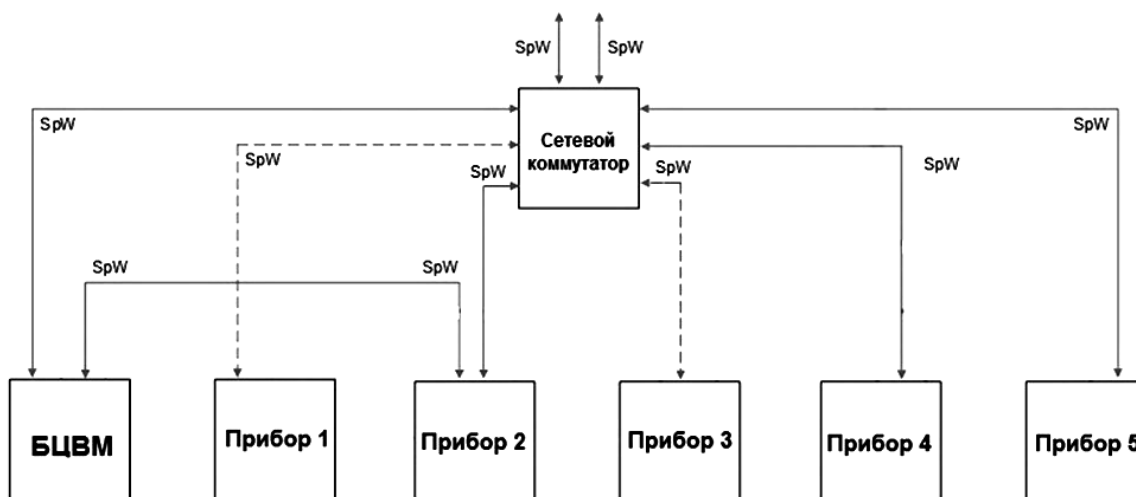 SpW
SpW
SpW
SpW
Сетевой
коммутатор
SpW
SpW
SpW
SpW
SpW
SpW
БЦВМ
Прибор 1
Прибор 2
Прибор 3
Прибор 4
Прибор 5